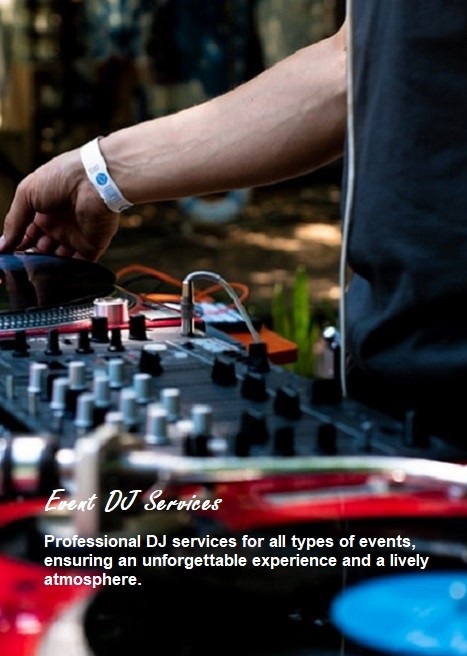 Event DJ Services
Professional DJ services for all types of events,
ensuring an unforgettable experience and a lively
atmosphere.